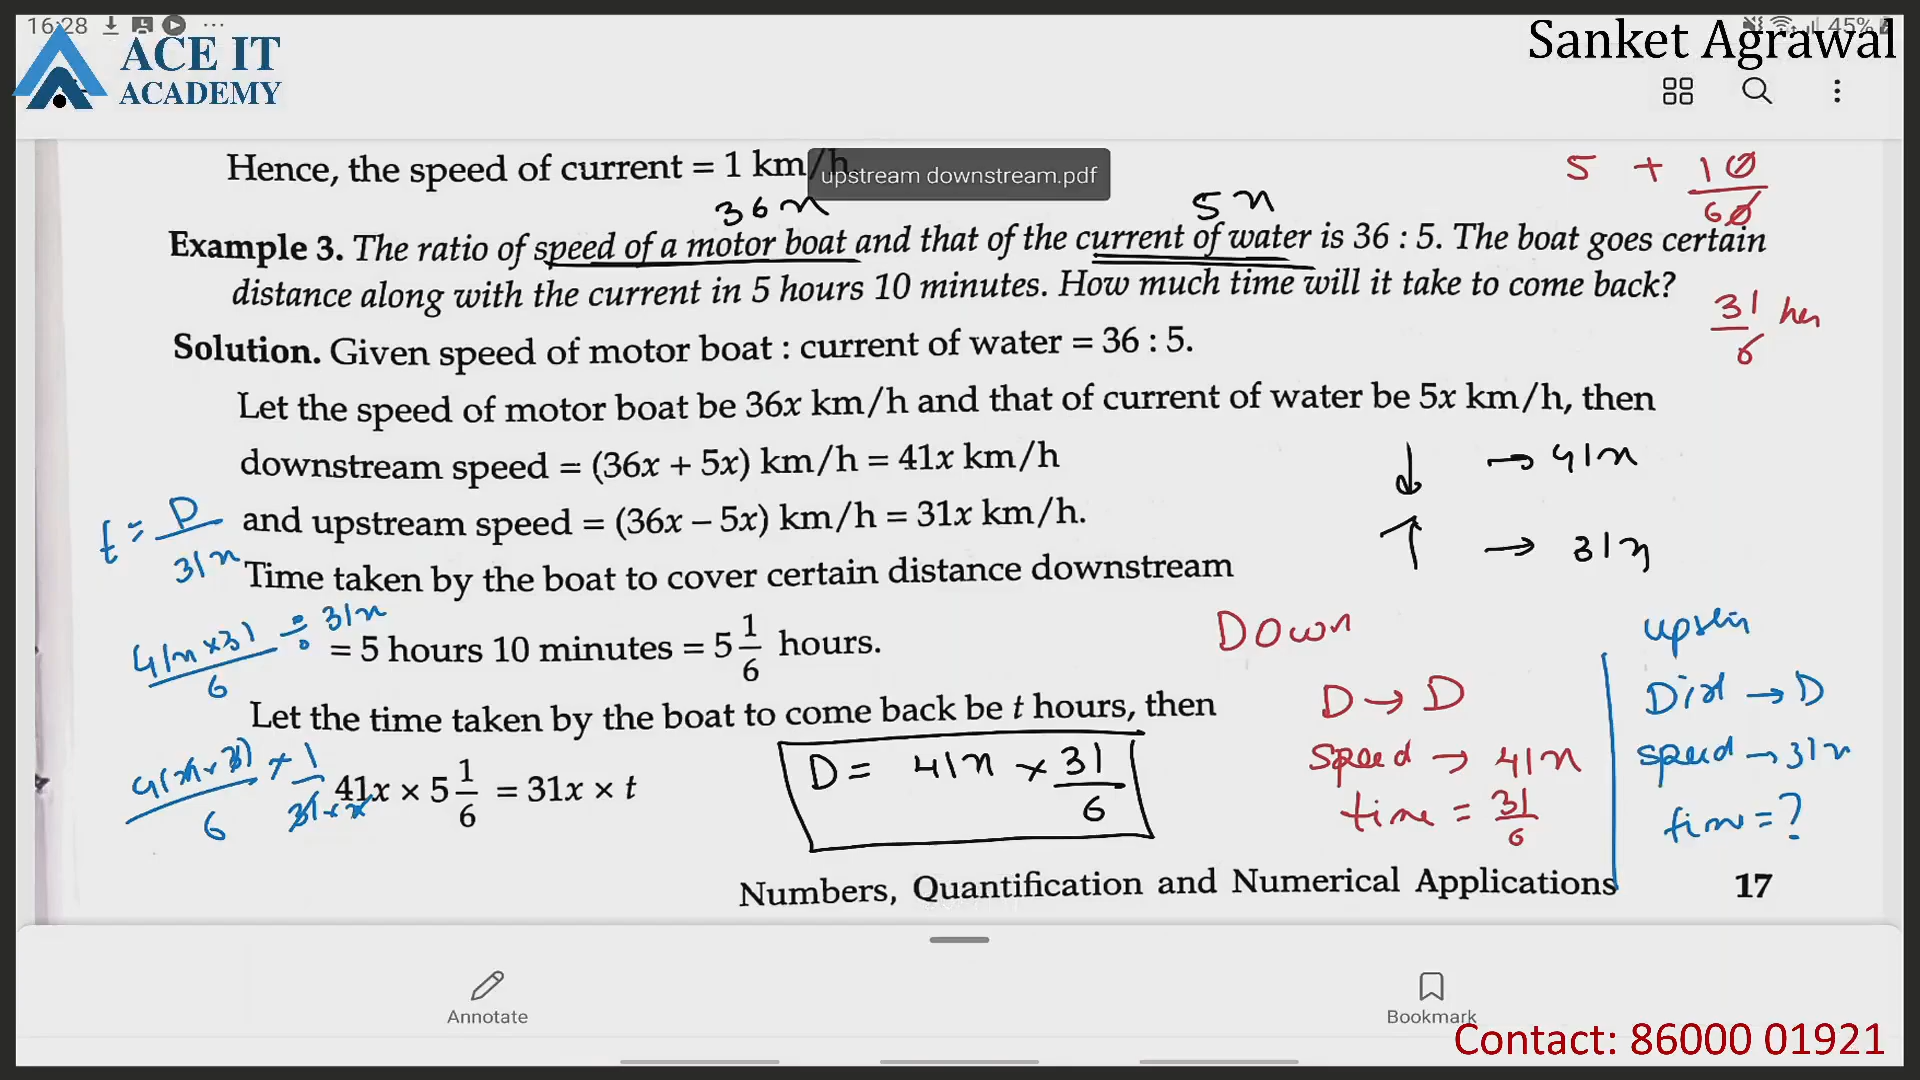 16:28
45%
ACE IT
ACADEMY
Sanket Agrawal
Hence, the speed of current = 1 km/h
upstream downstream.pdf
5 + 10/60
36x
5x
Example 3. The ratio of speed of a motor boat and that of the current of water is 36 : 5. The boat goes certain
distance along with the current in 5 hours 10 minutes. How much time will it take to come back?
31/6 hrs
Solution. Given speed of motor boat : current of water = 36 : 5.
Let the speed of motor boat be 36x km/h and that of current of water be 5x km/h, then
downstream speed = (36x + 5x) km/h = 41x km/h
↓ → 41x
and upstream speed = (36x – 5x) km/h = 31x km/h.
↑ → 31x
t = D/31x
Time taken by the boat to cover certain distance downstream
= 5 hours 10 minutes = 5 1/6 hours.
41x×31/6 ÷ 31x
Let the time taken by the boat to come back be t hours, then
41x × 5 1/6 = 31x × t
41×x×31/6 × 1/31×x
D = 41x × 31/6
Down
D → D
Speed → 41x
time = 31/6
Dist → D
speed → 31x
time = ?
Numbers, Quantification and Numerical Applications 17
Annotate
Bookmark
Contact: 86000 01921